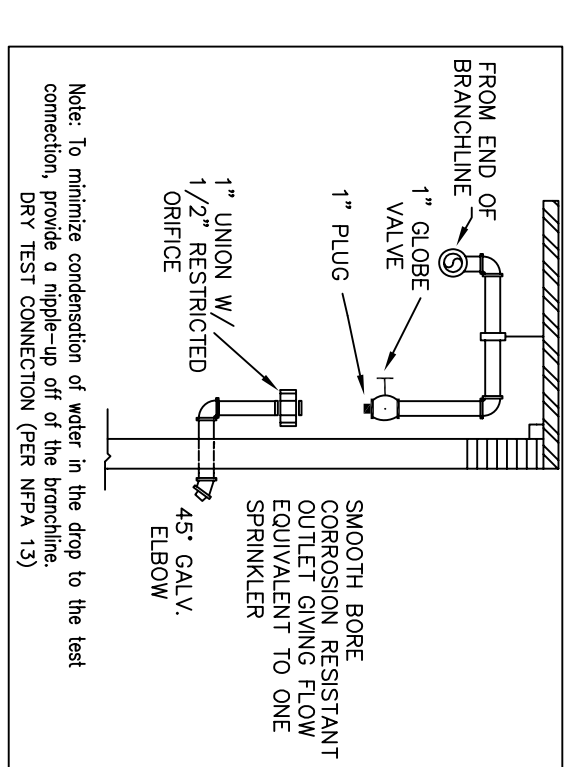 FROM END OF
BRANCHLINE
1" GLOBE
VALVE
1" PLUG
1" UNION W/
1/2" RESTRICTED
ORIFICE
SMOOTH BORE
CORROSION RESISTANT
OUTLET GIVING FLOW
EQUIVALENT TO ONE
SPRINKLER
45° GALV.
ELBOW
Note: To minimize condensation of water in the drop to the test
connection, provide a nipple-up off of the branchline.
DRY TEST CONNECTION (PER NFPA 13)